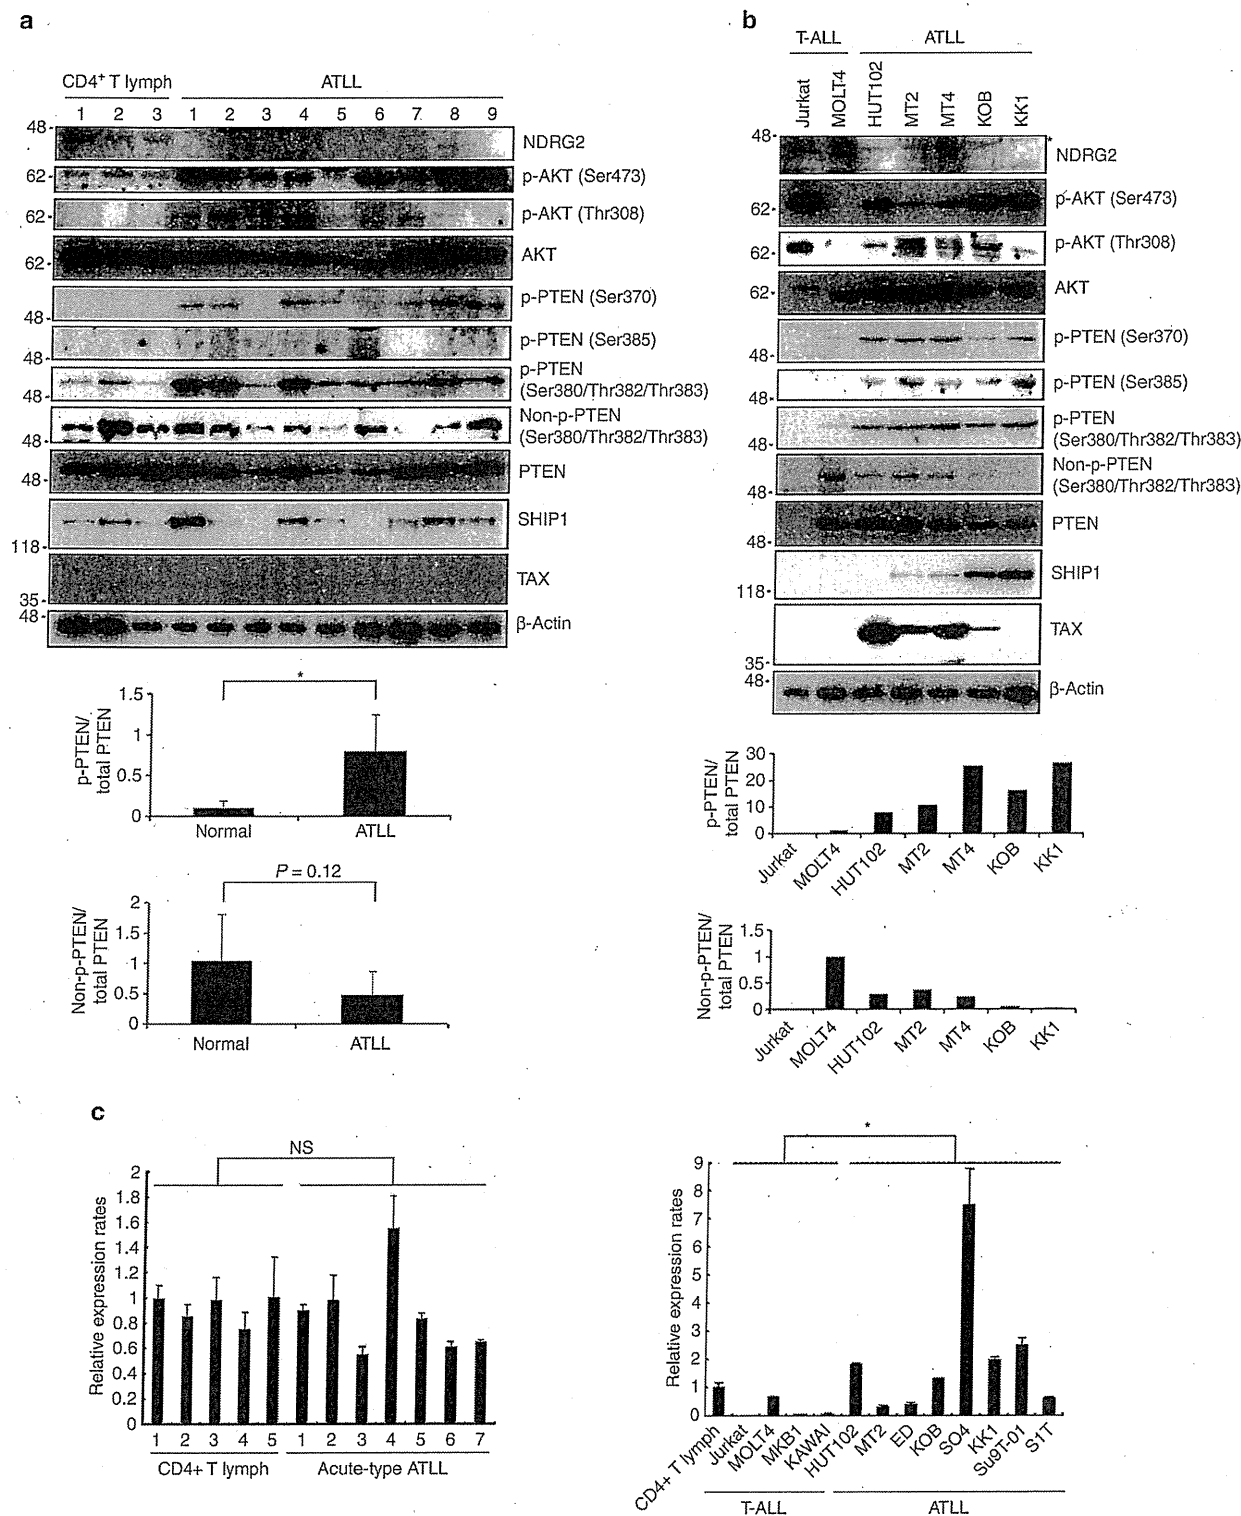 a
CD4+ T lymph ATLL
1 2 3 1 2 3 4 5 6 7 8 9
48- NDRG2
62- p-AKT (Ser473)
62- p-AKT (Thr308)
62- AKT
48- p-PTEN (Ser370)
48- p-PTEN (Ser385)
p-PTEN
48- (Ser380/Thr382/Thr383)
Non-p-PTEN
48- (Ser380/Thr382/Thr383)
48- PTEN
SHIP1
118-
TAX
35-
48- β-Actin
*
p-PTEN/
total PTEN
1.5
1
0.5
0
Normal ATLL
P = 0.12
Non-p-PTEN/
total PTEN
2
1.5
1
0.5
0
Normal ATLL
b
T-ALL ATLL
Jurkat MOLT4 HUT102 MT2 MT4 KOB KK1
48- *
NDRG2
62- p-AKT (Ser473)
62- p-AKT (Thr308)
62- AKT
48- p-PTEN (Ser370)
48- p-PTEN (Ser385)
p-PTEN
48- (Ser380/Thr382/Thr383)
Non-p-PTEN
48- (Ser380/Thr382/Thr383)
48- PTEN
118- SHIP1
TAX
35-
48- β-Actin
p-PTEN/
total PTEN
30
20
10
0
Jurkat MOLT4 HUT102 MT2 MT4 KOB KK1
Non-p-PTEN/
total PTEN
1.5
1
0.5
0
Jurkat MOLT4 HUT102 MT2 MT4 KOB KK1
c
NS
Relative expression rates
2
1.8
1.6
1.4
1.2
1
0.8
0.6
0.4
0.2
0
1 2 3 4 5 1 2 3 4 5 6 7
CD4+ T lymph Acute-type ATLL
*
Relative expression rates
9
8
7
6
5
4
3
2
1
0
CD4+ T lymph Jurkat MOLT4 MKB1 KAWAI HUT102 MT2 ED KOB SO4 KK1 Su9T-01 S1T
T-ALL ATLL